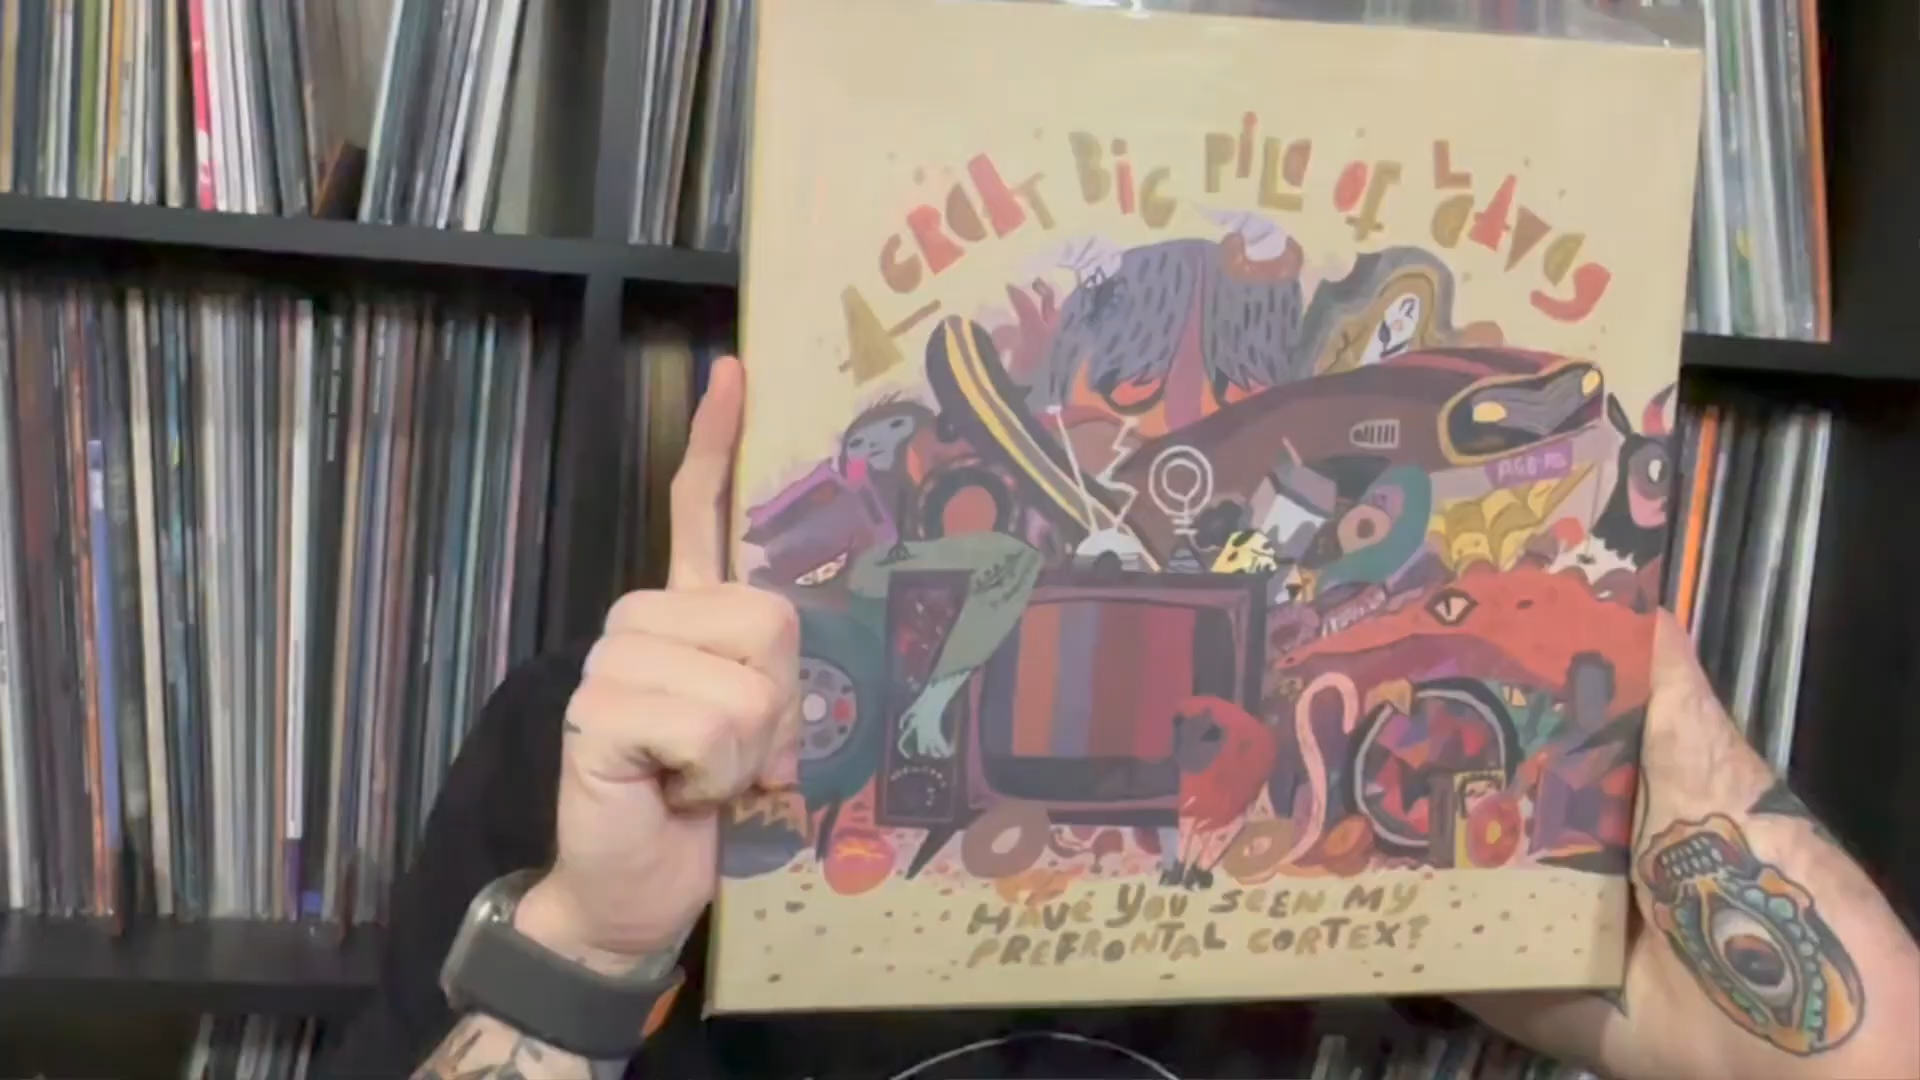 A GREAT BIG PILE OF LEAVES
HAVE YOU SEEN MY
PREFRONTAL CORTEX?